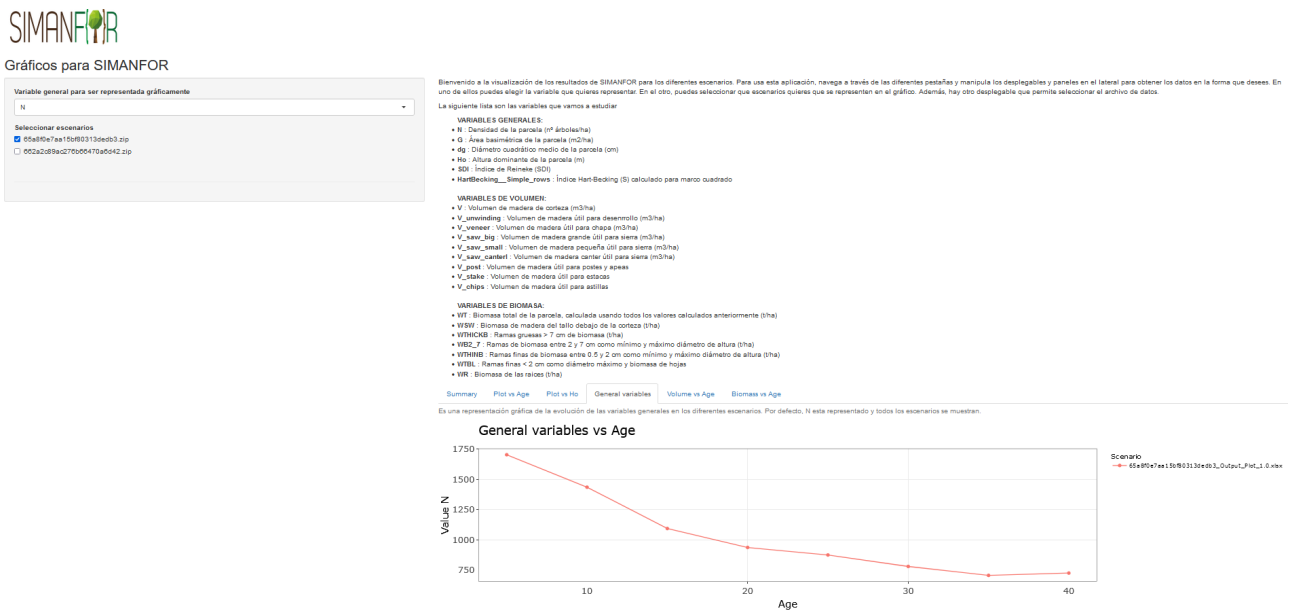 SIMANFOR
Gráficos para SIMANFOR
Variable general para ser representada gráficamente
N
Seleccionar escenarios
65a8f0e7aa15bf80313dedb3.zip
662a2c89ac276b66470a6d42.zip
Bienvenido a la visualización de los resultados de SIMANFOR para los diferentes escenarios. Para usa esta aplicación, navega a través de las diferentes pestañas y manipula los desplegables y paneles en el lateral para obtener los datos en la forma que desees. En
uno de ellos puedes elegir la variable que quieres representar. En el otro, puedes seleccionar que escenarios quieres que se representen en el gráfico. Además, hay otro desplegable que permite seleccionar el archivo de datos.
La siguiente lista son las variables que vamos a estudiar
VARIABLES GENERALES:
• N : Densidad de la parcela (nº árboles/ha)
• G : Área basimétrica de la parcela (m2/ha)
• dg : Diámetro cuadrático medio de la parcela (cm)
• Ho : Altura dominante de la parcela (m)
• SDI : Índice de Reineke (SDI)
• HartBecking__Simple_rows : Índice Hart-Becking (S) calculado para marco cuadrado
VARIABLES DE VOLUMEN:
• V : Volumen de madera de corteza (m3/ha)
• V_unwinding : Volumen de madera útil para desenrollo (m3/ha)
• V_veneer : Volumen de madera útil para chapa (m3/ha)
• V_saw_big : Volumen de madera grande útil para sierra (m3/ha)
• V_saw_small : Volumen de madera pequeña útil para sierra (m3/ha)
• V_saw_canterl : Volumen de madera canter útil para sierra (m3/ha)
• V_post : Volumen de madera útil para postes y apeas
• V_stake : Volumen de madera útil para estacas
• V_chips : Volumen de madera útil para astillas
VARIABLES DE BIOMASA:
• WT : Biomasa total de la parcela, calculada usando todos los valores calculados anteriormente (t/ha)
• WSW : Biomasa de madera del tallo debajo de la corteza (t/ha)
• WTHICKB : Ramas gruesas > 7 cm de biomasa (t/ha)
• WB2_7 : Ramas de biomasa entre 2 y 7 cm como mínimo y máximo diámetro de altura (t/ha)
• WTHINB : Ramas finas de biomasa entre 0.5 y 2 cm como mínimo y máximo diámetro de altura (t/ha)
• WTBL : Ramas finas < 2 cm como diámetro máximo y biomasa de hojas
• WR : Biomasa de las raices (t/ha)
Summary Plot vs Age Plot vs Ho General variables Volume vs Age Biomass vs Age
Es una representación gráfica de la evolución de las variables generales en los diferentes escenarios. Por defecto, N esta representado y todos los escenarios se muestran.
General variables vs Age
1750
1500
1250
1000
750
Value N
10 20 30 40
Age
Scenario
65a8f0e7aa15bf80313dedb3_Output_Plot_1.0.xlsx